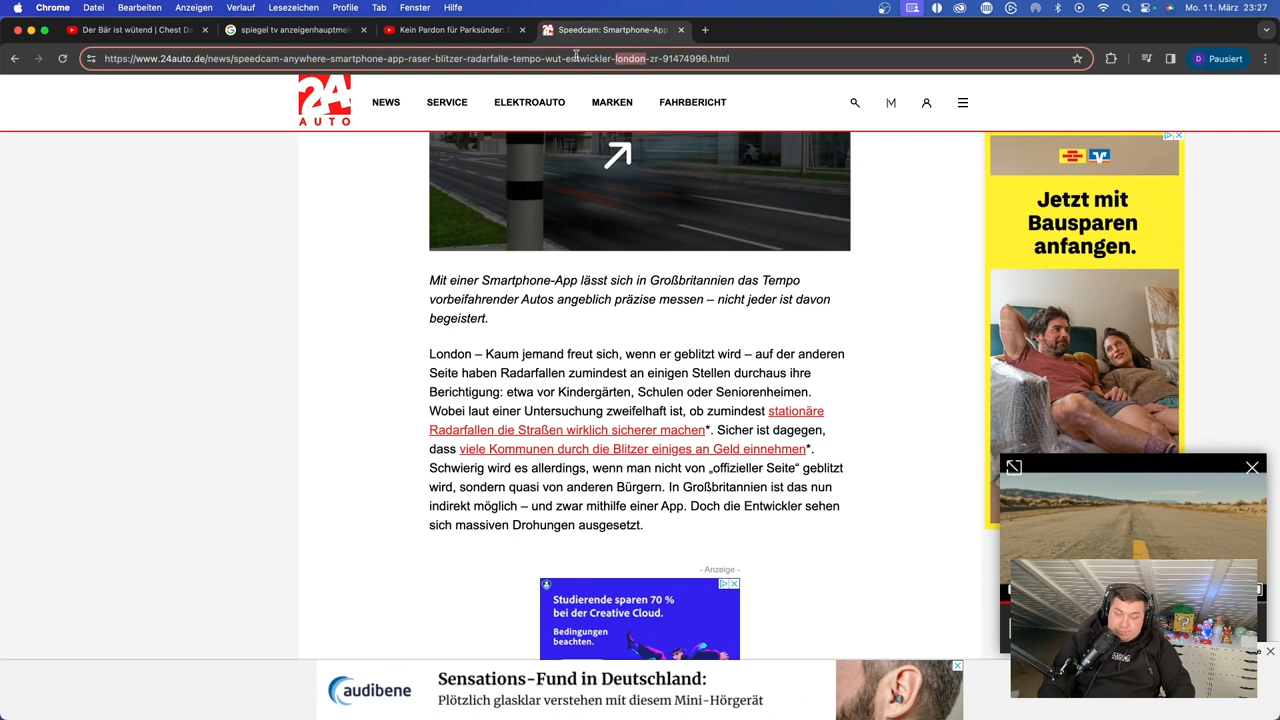 Chrome Datei Bearbeiten Anzeigen Verlauf Lesezeichen Profile Tab Fenster Hilfe Mo. 11. März 23:27
Der Bär ist wütend | Chest Da
spiegel tv anzeigenhauptmei
Kein Pardon für Parksünder: D
Speedcam: Smartphone-App
https://www.24auto.de/news/speedcam-anywhere-smartphone-app-raser-blitzer-radarfalle-tempo-wut-entwickler-london-zr-91474996.html
D Pausiert
24
AUTO
NEWS SERVICE ELEKTROAUTO MARKEN FAHRBERICHT
M
Mit einer Smartphone-App lässt sich in Großbritannien das Tempo
vorbeifahrender Autos angeblich präzise messen – nicht jeder ist davon
begeistert.
London – Kaum jemand freut sich, wenn er geblitzt wird – auf der anderen
Seite haben Radarfallen zumindest an einigen Stellen durchaus ihre
Berichtigung: etwa vor Kindergärten, Schulen oder Seniorenheimen.
Wobei laut einer Untersuchung zweifelhaft ist, ob zumindest stationäre
Radarfallen die Straßen wirklich sicherer machen*. Sicher ist dagegen,
dass viele Kommunen durch die Blitzer einiges an Geld einnehmen*.
Schwierig wird es allerdings, wenn man nicht von „offizieller Seite“ geblitzt
wird, sondern quasi von anderen Bürgern. In Großbritannien ist das nun
indirekt möglich – und zwar mithilfe einer App. Doch die Entwickler sehen
sich massiven Drohungen ausgesetzt.
- Anzeige -
Studierende sparen 70 %
bei der Creative Cloud.
Bedingungen
beachten.
Jetzt mit
Bausparen
anfangen.
audibene
Sensations-Fund in Deutschland:
Plötzlich glasklar verstehen mit diesem Mini-Hörgerät